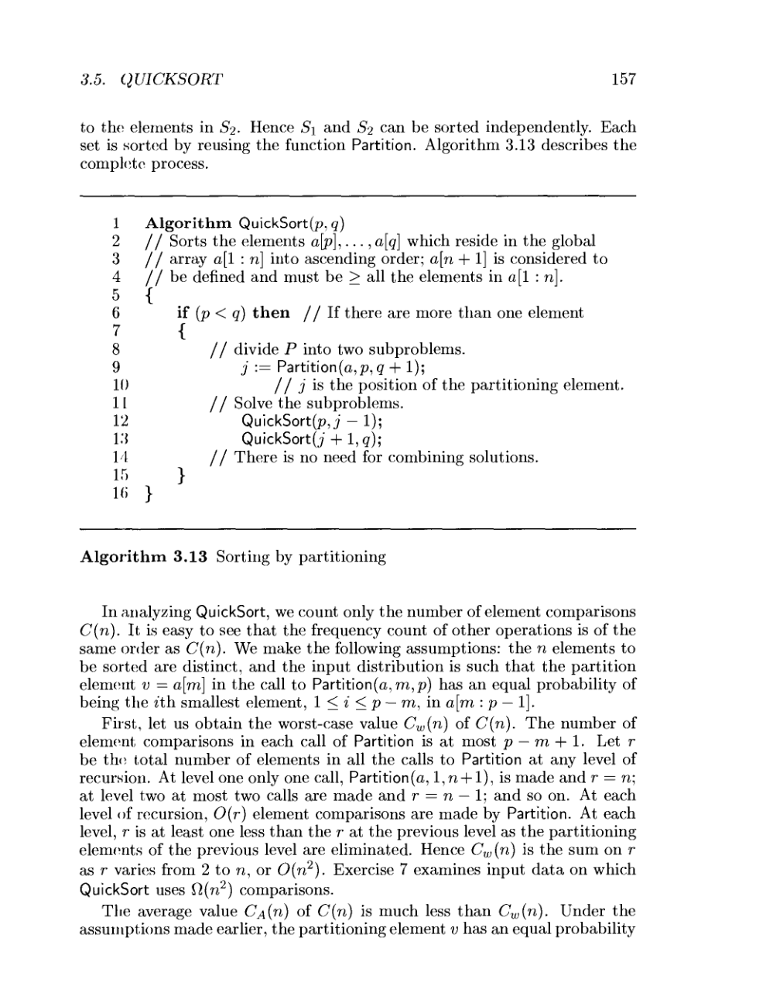 3.5. QUICKSORT 157
to the elements in S₂. Hence S₁ and S₂ can be sorted independently. Each
set is sorted by reusing the function Partition. Algorithm 3.13 describes the
complete process.
1 Algorithm QuickSort(p, q)
2 // Sorts the elements a[p], . . . , a[q] which reside in the global
3 // array a[1 : n] into ascending order; a[n + 1] is considered to
4 // be defined and must be ≥ all the elements in a[1 : n].
5 {
6 if (p < q) then // If there are more than one element
7 {
8 // divide P into two subproblems.
9 j := Partition(a, p, q + 1);
10 // j is the position of the partitioning element.
11 // Solve the subproblems.
12 QuickSort(p, j − 1);
13 QuickSort(j + 1, q);
14 // There is no need for combining solutions.
15 }
16 }
Algorithm 3.13 Sorting by partitioning
In analyzing QuickSort, we count only the number of element comparisons
C(n). It is easy to see that the frequency count of other operations is of the
same order as C(n). We make the following assumptions: the n elements to
be sorted are distinct, and the input distribution is such that the partition
element v = a[m] in the call to Partition(a, m, p) has an equal probability of
being the ith smallest element, 1 ≤ i ≤ p − m, in a[m : p − 1].
First, let us obtain the worst-case value C_w(n) of C(n). The number of
element comparisons in each call of Partition is at most p − m + 1. Let r
be the total number of elements in all the calls to Partition at any level of
recursion. At level one only one call, Partition(a, 1, n+1), is made and r = n;
at level two at most two calls are made and r = n − 1; and so on. At each
level of recursion, O(r) element comparisons are made by Partition. At each
level, r is at least one less than the r at the previous level as the partitioning
elements of the previous level are eliminated. Hence C_w(n) is the sum on r
as r varies from 2 to n, or O(n²). Exercise 7 examines input data on which
QuickSort uses Ω(n²) comparisons.
The average value C_A(n) of C(n) is much less than C_w(n). Under the
assumptions made earlier, the partitioning element v has an equal probability